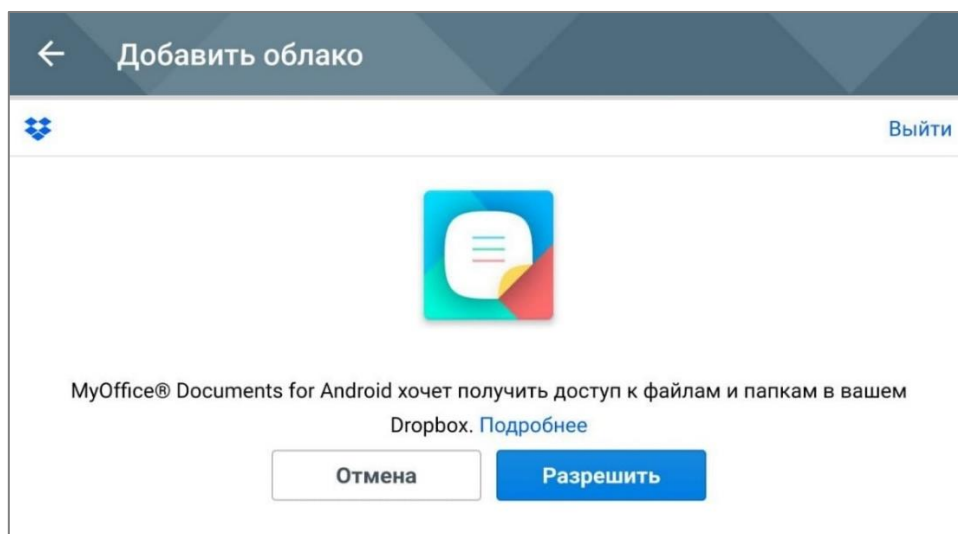 Добавить облако
Выйти
MyOffice® Documents for Android хочет получить доступ к файлам и папкам в вашем
Dropbox. Подробнее
Отмена Разрешить